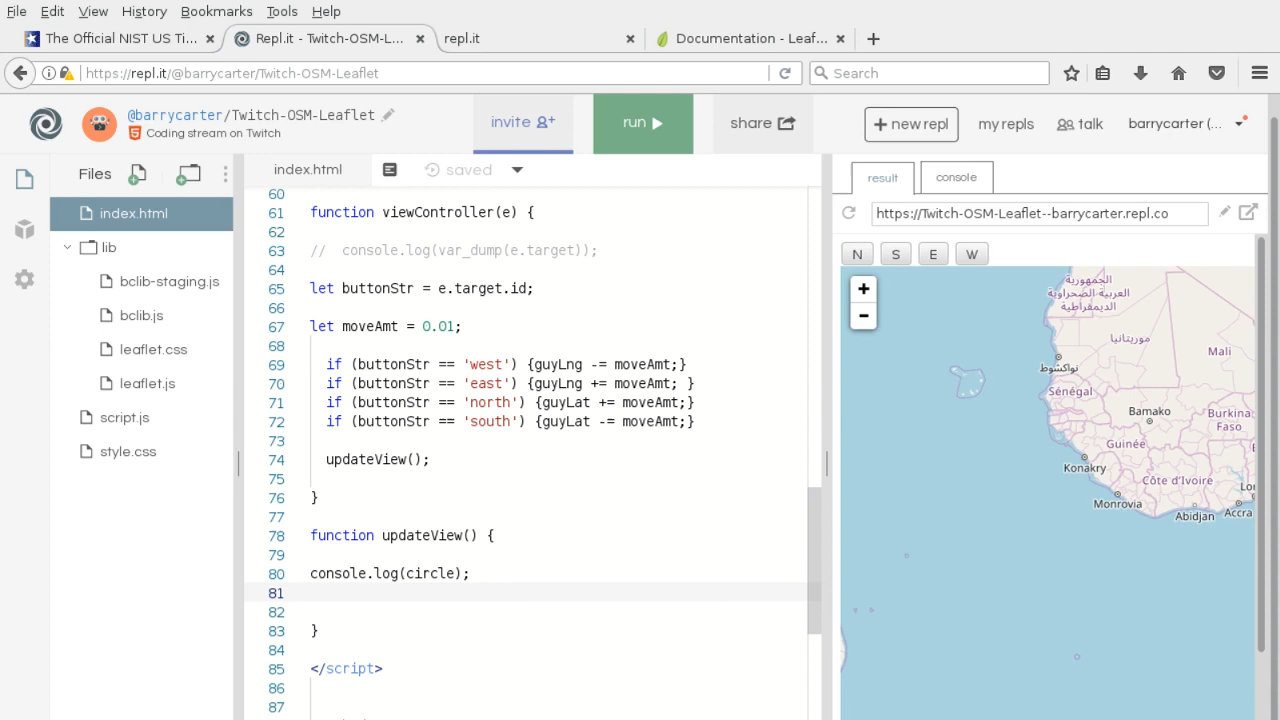 File Edit View History Bookmarks Tools Help
The Official NIST US Ti...
Repl.it - Twitch-OSM-L...
repl.it
Documentation - Leaf...
https://repl.it/@barrycarter/Twitch-OSM-Leaflet
Search
@barrycarter/Twitch-OSM-Leaflet
Coding stream on Twitch
invite
run
share
+ new repl
my repls
talk
barrycarter (...
Files
index.html
lib
bclib-staging.js
bclib.js
leaflet.css
leaflet.js
script.js
style.css
index.html
saved
60
61 function viewController(e) {
62
63 //  console.log(var_dump(e.target));
64
65 let buttonStr = e.target.id;
66
67 let moveAmt = 0.01;
68
69   if (buttonStr == 'west') {guyLng -= moveAmt;}
70   if (buttonStr == 'east') {guyLng += moveAmt; }
71   if (buttonStr == 'north') {guyLat += moveAmt;}
72   if (buttonStr == 'south') {guyLat -= moveAmt;}
73
74   updateView();
75
76 }
77
78 function updateView() {
79
80 console.log(circle);
81
82
83 }
84
85 </script>
86
87
result
console
https://Twitch-OSM-Leaflet--barrycarter.repl.co
N S E W
+
-
الجمهورية
العربية الصحراوية
الديمقراطية
موريتانيا
نواكشوط
Mali
Sénégal
Bamako
Burkina
Faso
Guinée
Konakry
Côte d'Ivoire
Monrovia
Abidjan
Accra